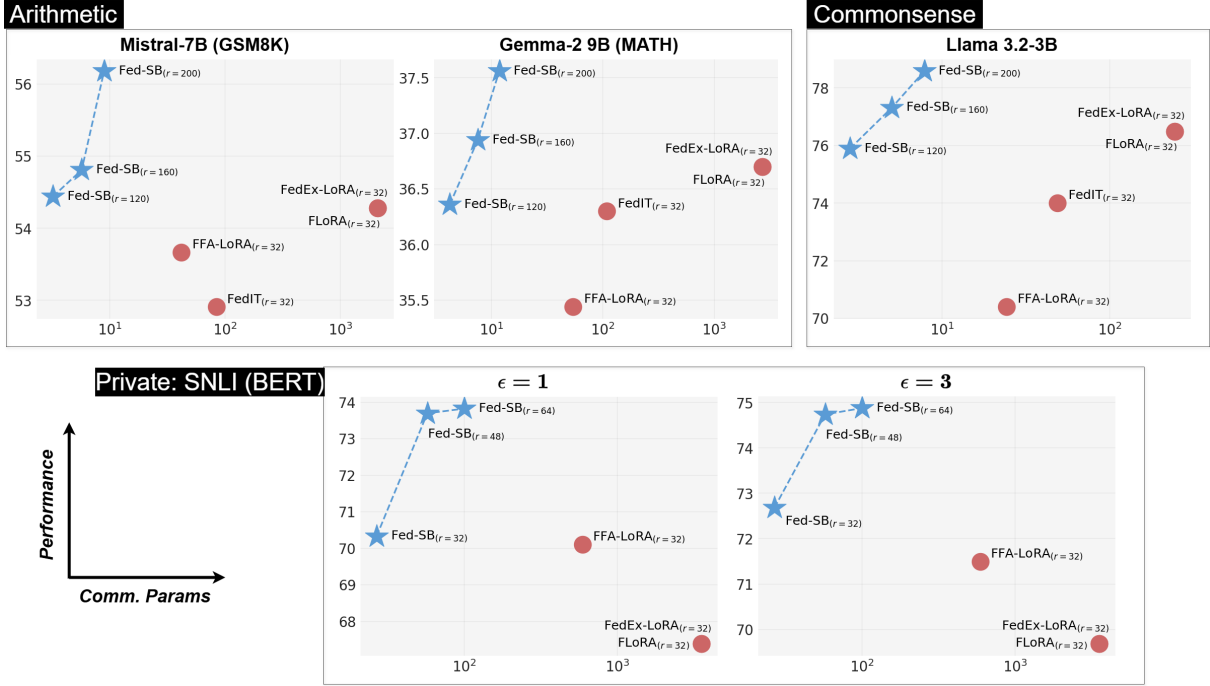 Arithmetic
Commonsense
Mistral-7B (GSM8K)
56
55
54
53
10^1
10^2
10^3
Fed-SB(r = 200)
Fed-SB(r = 160)
Fed-SB(r = 120)
FedEx-LoRA(r = 32)
FLoRA(r = 32)
FFA-LoRA(r = 32)
FedIT(r = 32)
Gemma-2 9B (MATH)
37.5
37.0
36.5
36.0
35.5
10^1
10^2
10^3
Fed-SB(r = 200)
Fed-SB(r = 160)
Fed-SB(r = 120)
FedEx-LoRA(r = 32)
FLoRA(r = 32)
FedIT(r = 32)
FFA-LoRA(r = 32)
Llama 3.2-3B
78
76
74
72
70
10^1
10^2
Fed-SB(r = 200)
Fed-SB(r = 160)
Fed-SB(r = 120)
FedEx-LoRA(r = 32)
FLoRA(r = 32)
FedIT(r = 32)
FFA-LoRA(r = 32)
Private: SNLI (BERT)
Performance
Comm. Params
ϵ = 1
74
73
72
71
70
69
68
10^2
10^3
Fed-SB(r = 64)
Fed-SB(r = 48)
Fed-SB(r = 32)
FFA-LoRA(r = 32)
FedEx-LoRA(r = 32)
FLoRA(r = 32)
ϵ = 3
75
74
73
72
71
70
10^2
10^3
Fed-SB(r = 64)
Fed-SB(r = 48)
Fed-SB(r = 32)
FFA-LoRA(r = 32)
FedEx-LoRA(r = 32)
FLoRA(r = 32)